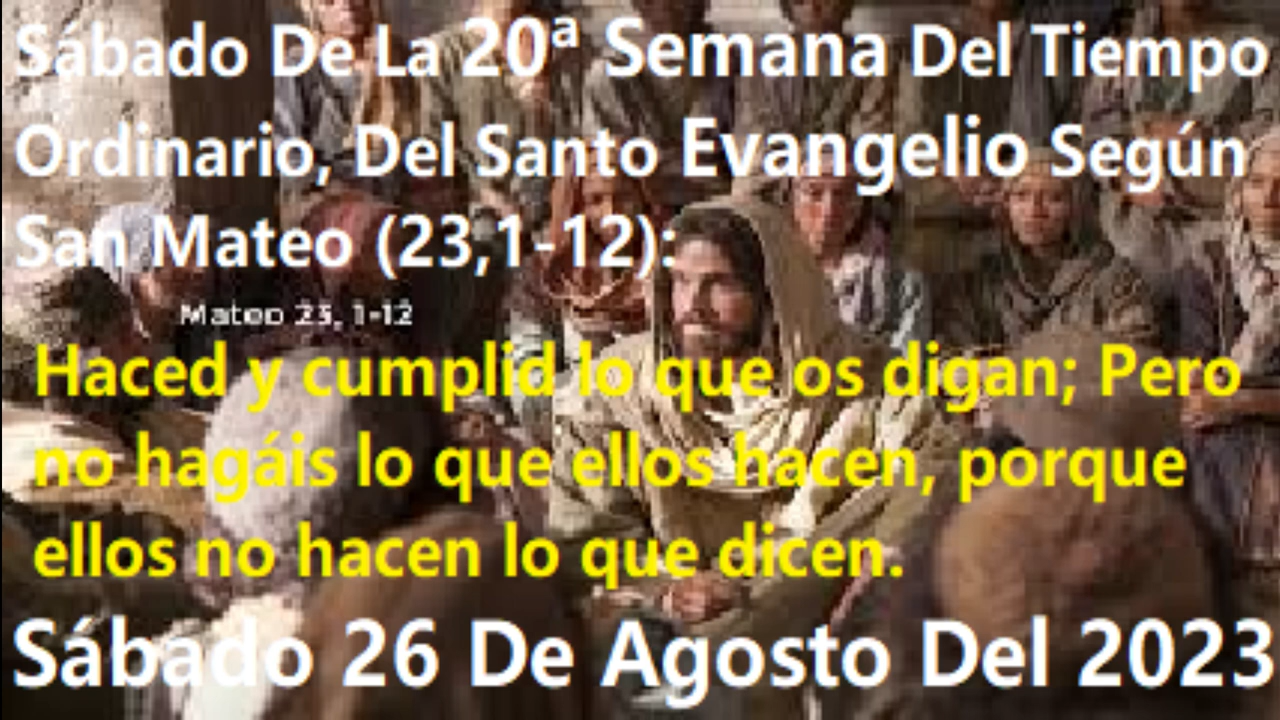 Sábado De La 20ª Semana Del Tiempo
Ordinario, Del Santo Evangelio Según
San Mateo (23,1-12):
Mateo 23, 1-12
Haced y cumplid lo que os digan; Pero
no hagáis lo que ellos hacen, porque
ellos no hacen lo que dicen.
Sábado 26 De Agosto Del 2023